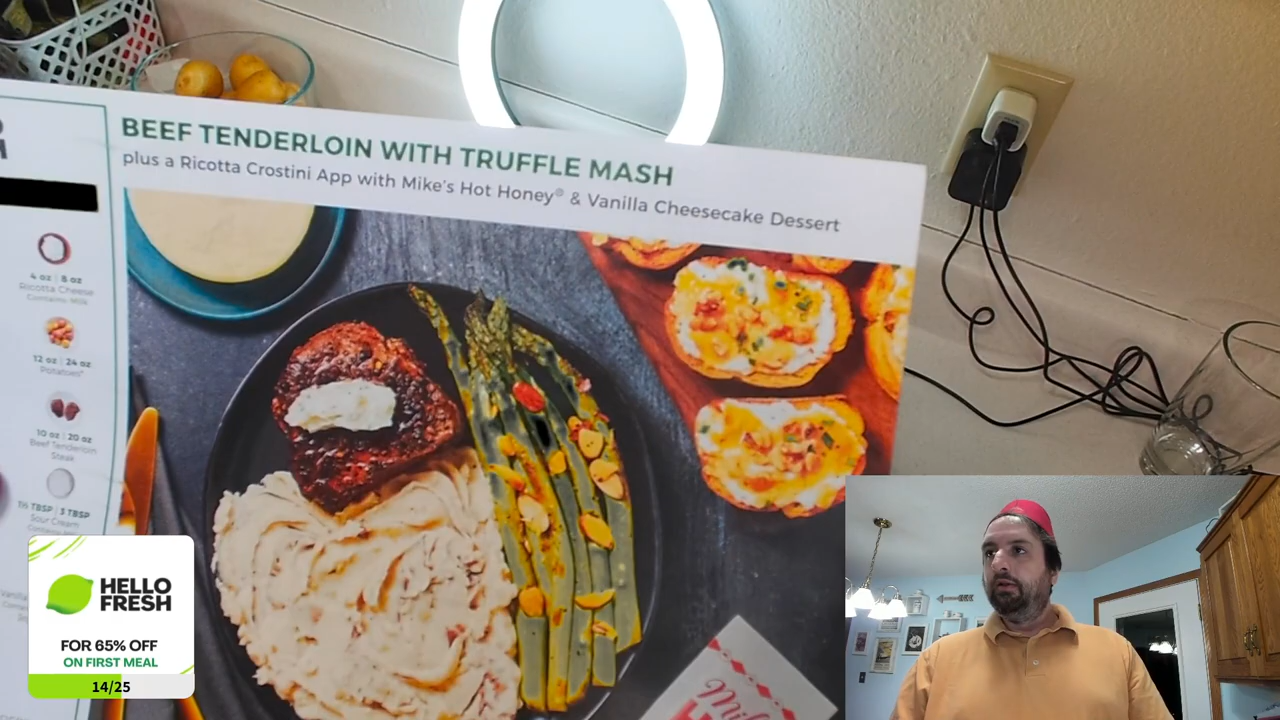 BEEF TENDERLOIN WITH TRUFFLE MASH
plus a Ricotta Crostini App with Mike's Hot Honey® & Vanilla Cheesecake Dessert
4 oz | 8 oz
Ricotta Cheese
Contains: Milk
12 oz | 24 oz
Potatoes*
10 oz | 20 oz
Beef Tenderloin
Steak
1½ TBSP | 3 TBSP
Sour Cream
HELLO
FRESH
FOR 65% OFF
ON FIRST MEAL
14/25